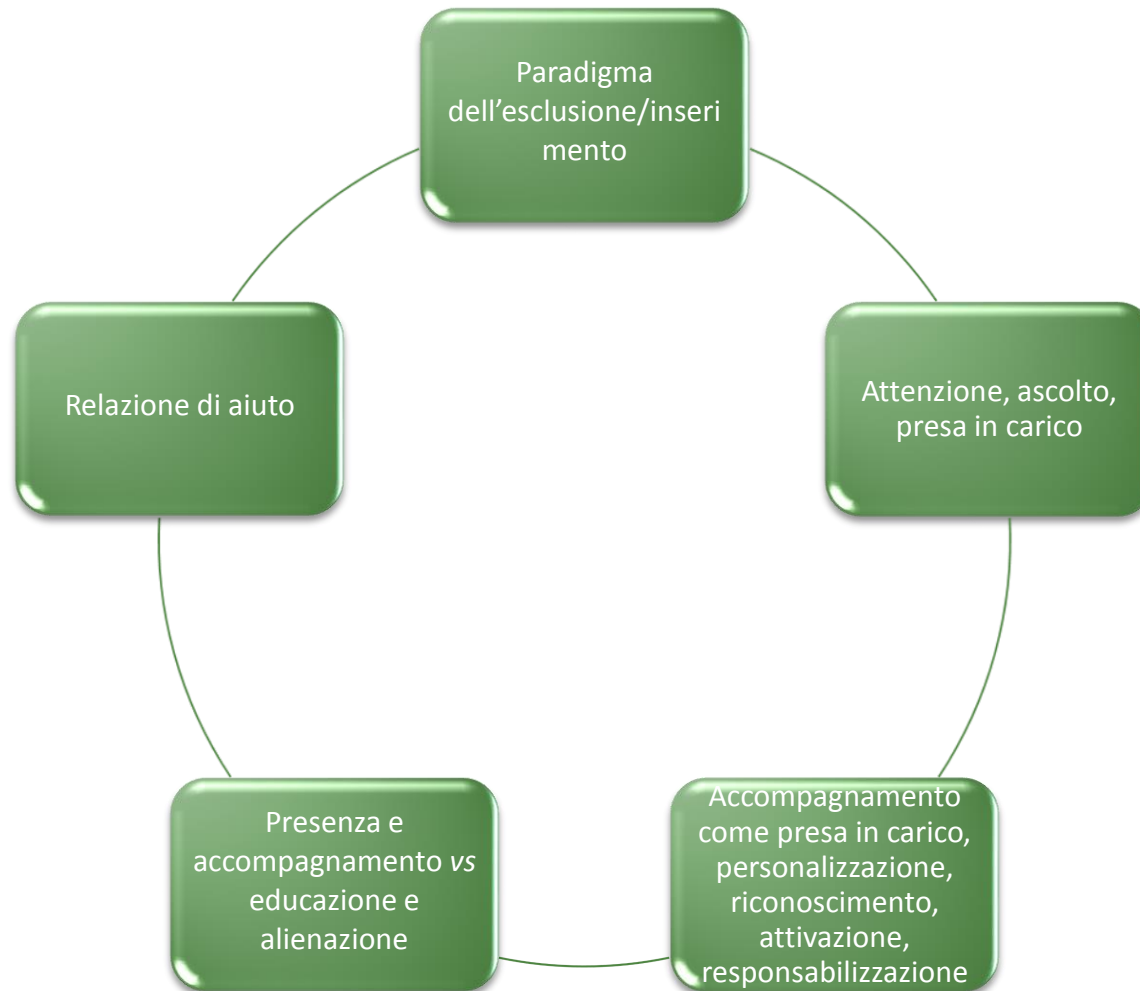 Paradigma
dell’esclusione/inseri
mento
Relazione di aiuto
Attenzione, ascolto,
presa in carico
Presenza e
accompagnamento vs
educazione e
alienazione
Accompagnamento
come presa in carico,
personalizzazione,
riconoscimento,
attivazione,
responsabilizzazione